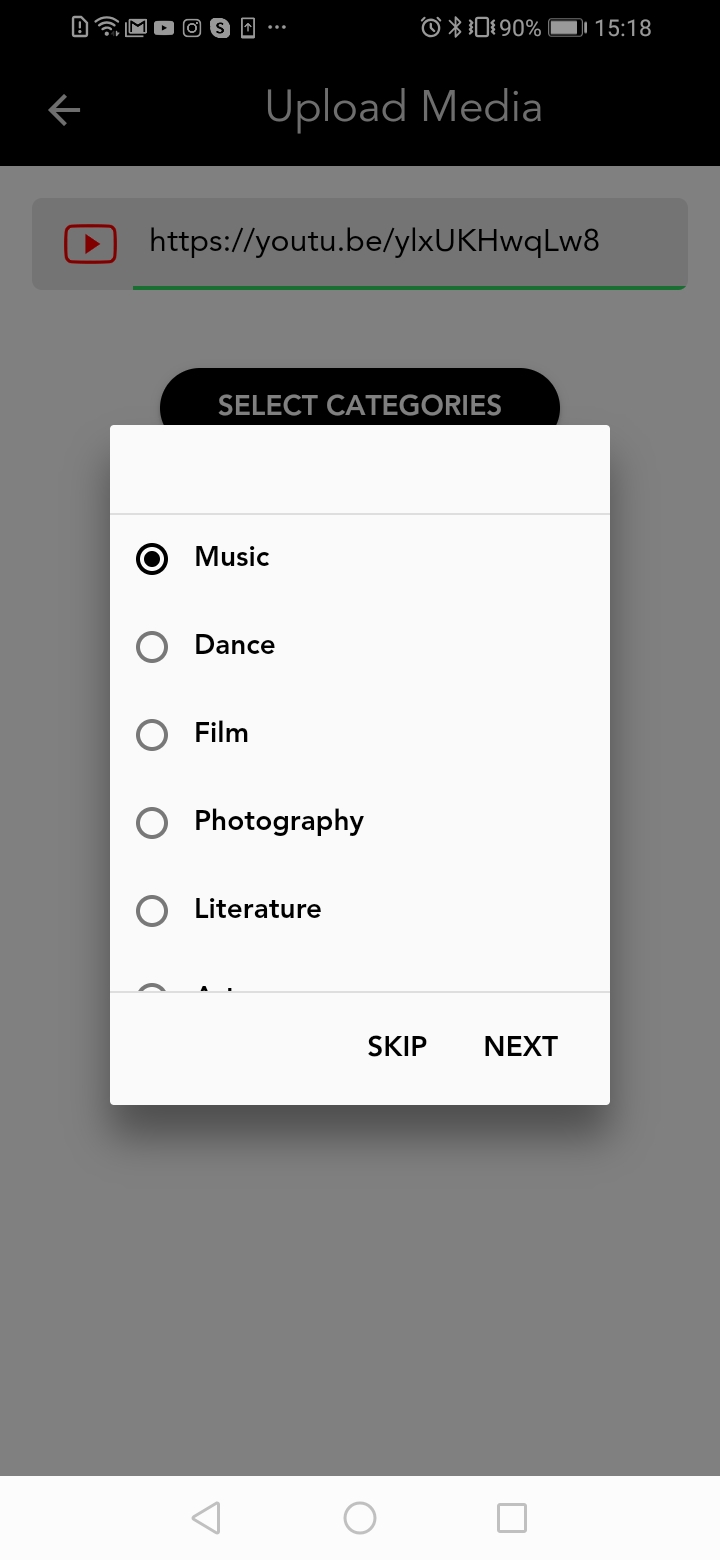 90% 15:18
Upload Media
https://youtu.be/ylxUKHwqLw8
SELECT CATEGORIES
Music
Dance
Film
Photography
Literature
SKIP NEXT